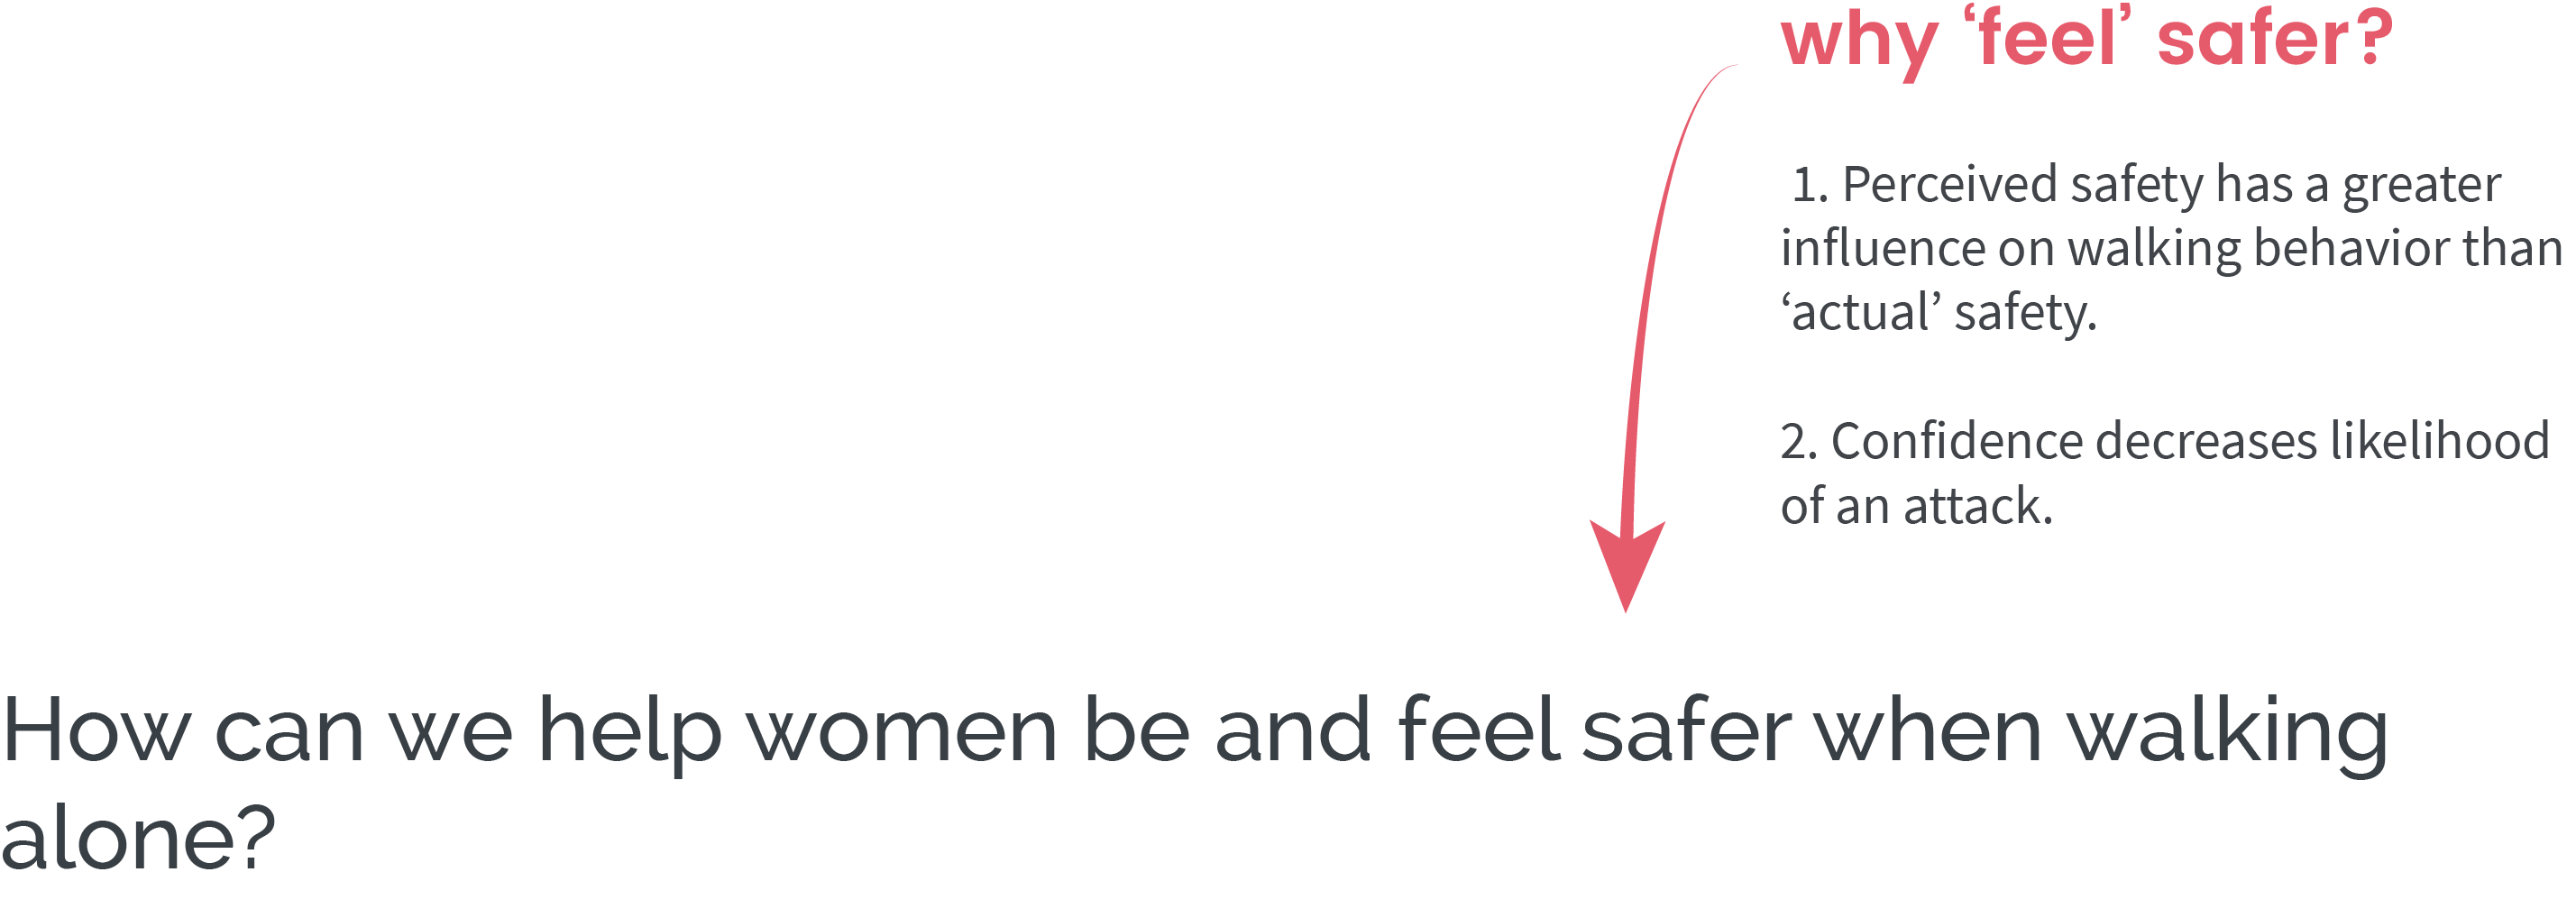 why ‘feel’ safer?
1. Perceived safety has a greater
influence on walking behavior than
‘actual’ safety.
2. Confidence decreases likelihood
of an attack.
How can we help women be and feel safer when walking
alone?